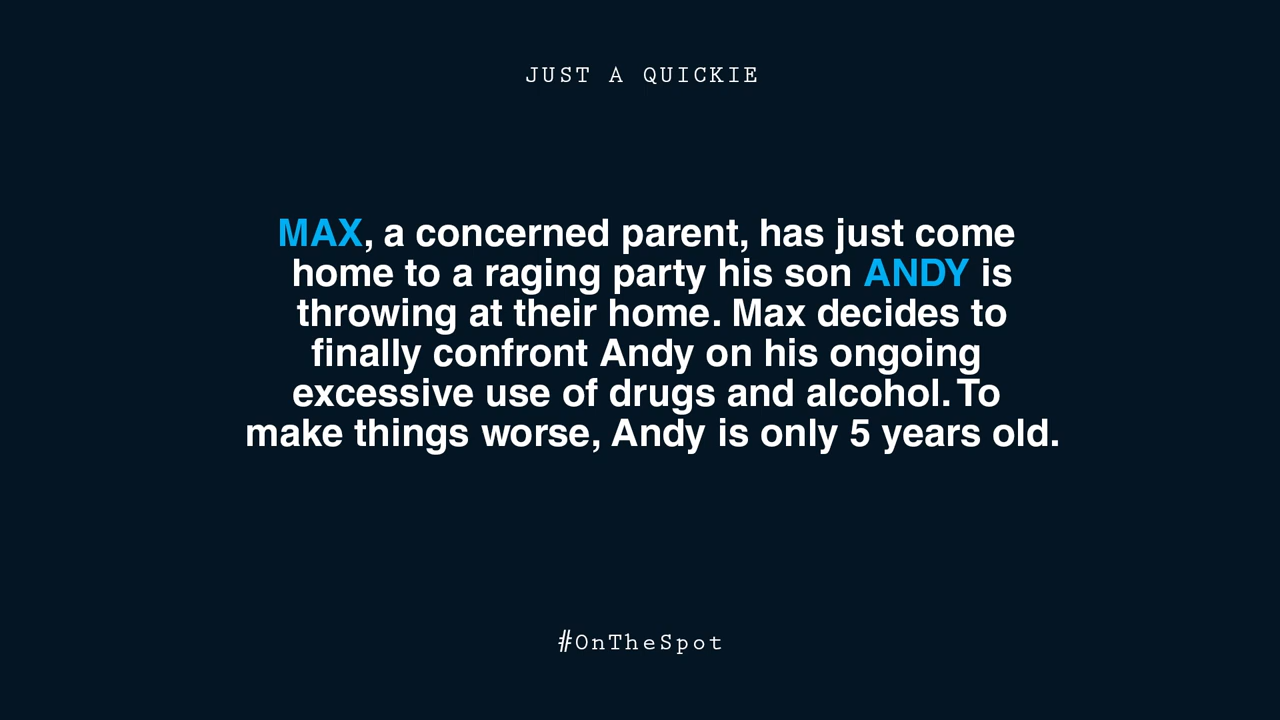 JUST A QUICKIE
MAX, a concerned parent, has just come
home to a raging party his son ANDY is
throwing at their home. Max decides to
finally confront Andy on his ongoing
excessive use of drugs and alcohol. To
make things worse, Andy is only 5 years old.
#OnTheSpot